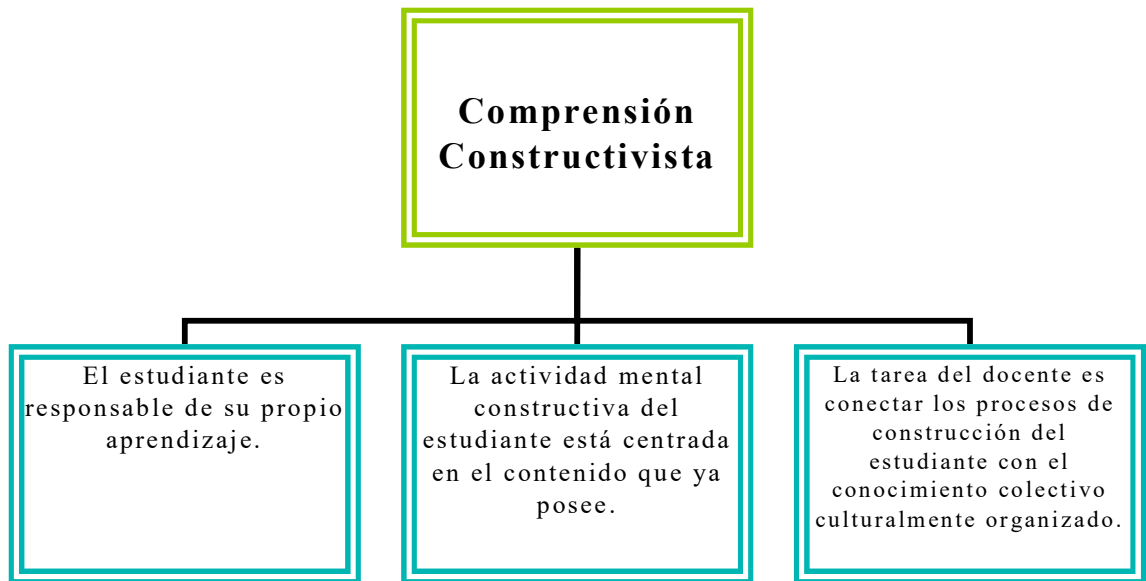 Comprensión
Constructivista
El estudiante es
responsable de su propio
aprendizaje.
La actividad mental
constructiva del
estudiante está centrada
en el contenido que ya
posee.
La tarea del docente es
conectar los procesos de
construcción del
estudiante con el
conocimiento colectivo
culturalmente organizado.